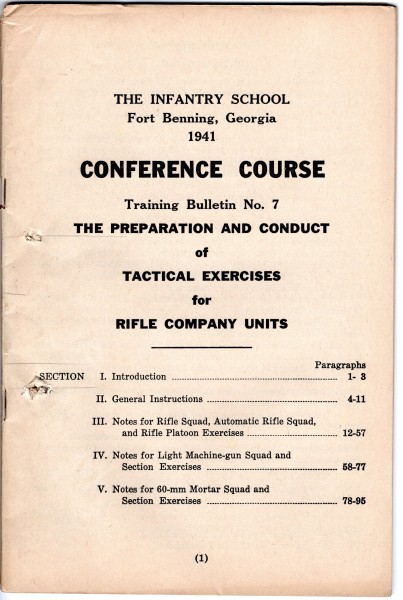 THE INFANTRY SCHOOL
Fort Benning, Georgia
1941
CONFERENCE COURSE
Training Bulletin No. 7
THE PREPARATION AND CONDUCT
of
TACTICAL EXERCISES
for
RIFLE COMPANY UNITS
Paragraphs
SECTION I. Introduction ........ 1- 3
II. General Instructions ........ 4-11
III. Notes for Rifle Squad, Automatic Rifle Squad,
and Rifle Platoon Exercises ........ 12-57
IV. Notes for Light Machine-gun Squad and
Section Exercises ........ 58-77
V. Notes for 60-mm Mortar Squad and
Section Exercises ........ 78-95
(1)